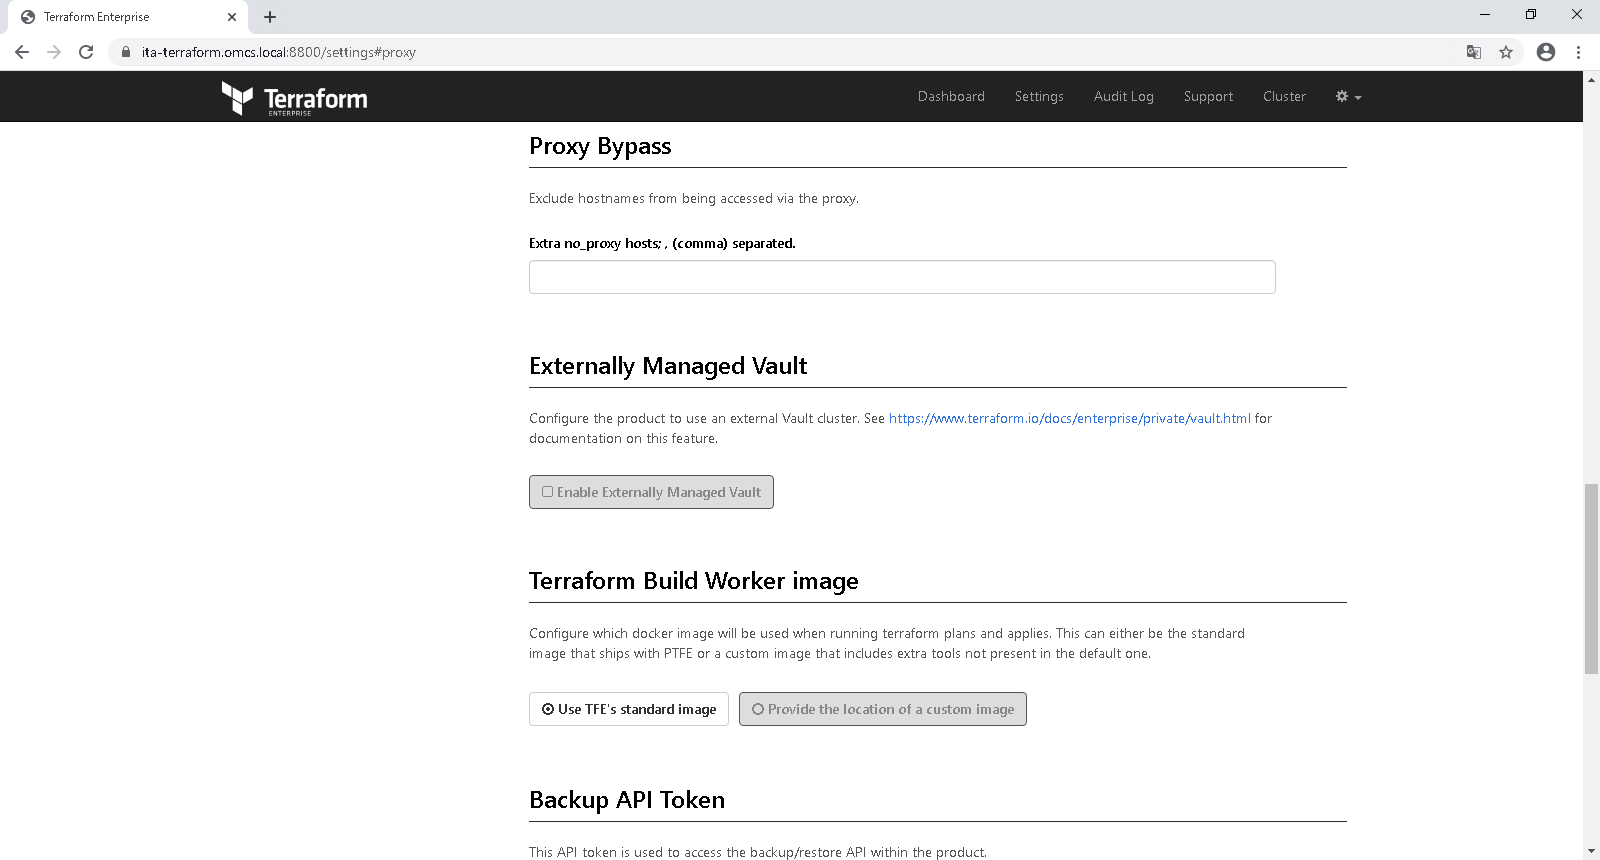 Terraform Enterprise
ita-terraform.omcs.local:8800/settings#proxy
Terraform
ENTERPRISE
Dashboard Settings Audit Log Support Cluster
Proxy Bypass
Exclude hostnames from being accessed via the proxy.
Extra no_proxy hosts; , (comma) separated.
Externally Managed Vault
Configure the product to use an external Vault cluster. See https://www.terraform.io/docs/enterprise/private/vault.html for
documentation on this feature.
Enable Externally Managed Vault
Terraform Build Worker image
Configure which docker image will be used when running terraform plans and applies. This can either be the standard
image that ships with PTFE or a custom image that includes extra tools not present in the default one.
Use TFE's standard image Provide the location of a custom image
Backup API Token
This API token is used to access the backup/restore API within the product.